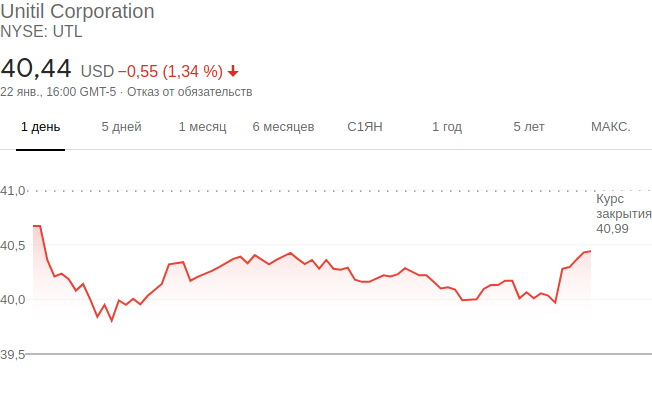 Unitil Corporation
NYSE: UTL
40,44 USD −0,55 (1,34 %)
22 янв., 16:00 GMT-5 · Отказ от обязательств
1 день 5 дней 1 месяц 6 месяцев С1ЯН 1 год 5 лет МАКС.
41,0
Курс
закрытия
40,99
40,5
40,0
39,5